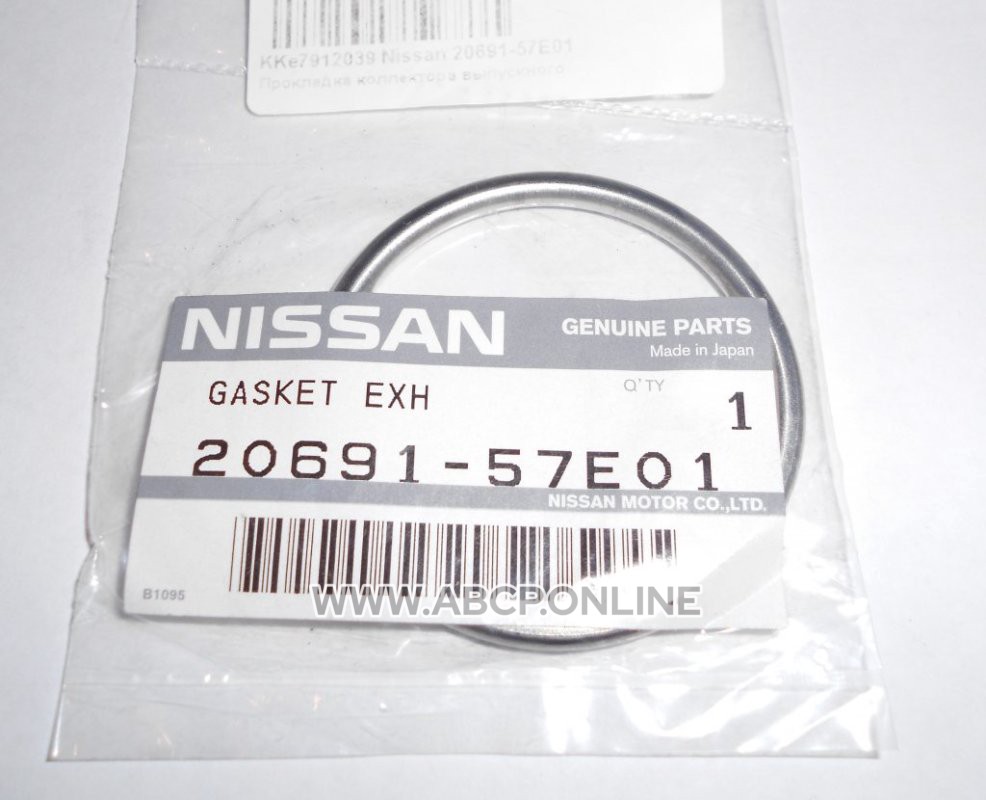 KKe7912039 Nissan 20691-57E01
Прокладка коллектора выпускного
NISSAN
GENUINE PARTS
Made in Japan
GASKET EXH
Q'TY
1
20691-57E01
NISSAN MOTOR CO.,LTD.
B1095
WWW.ABCP.ONLINE